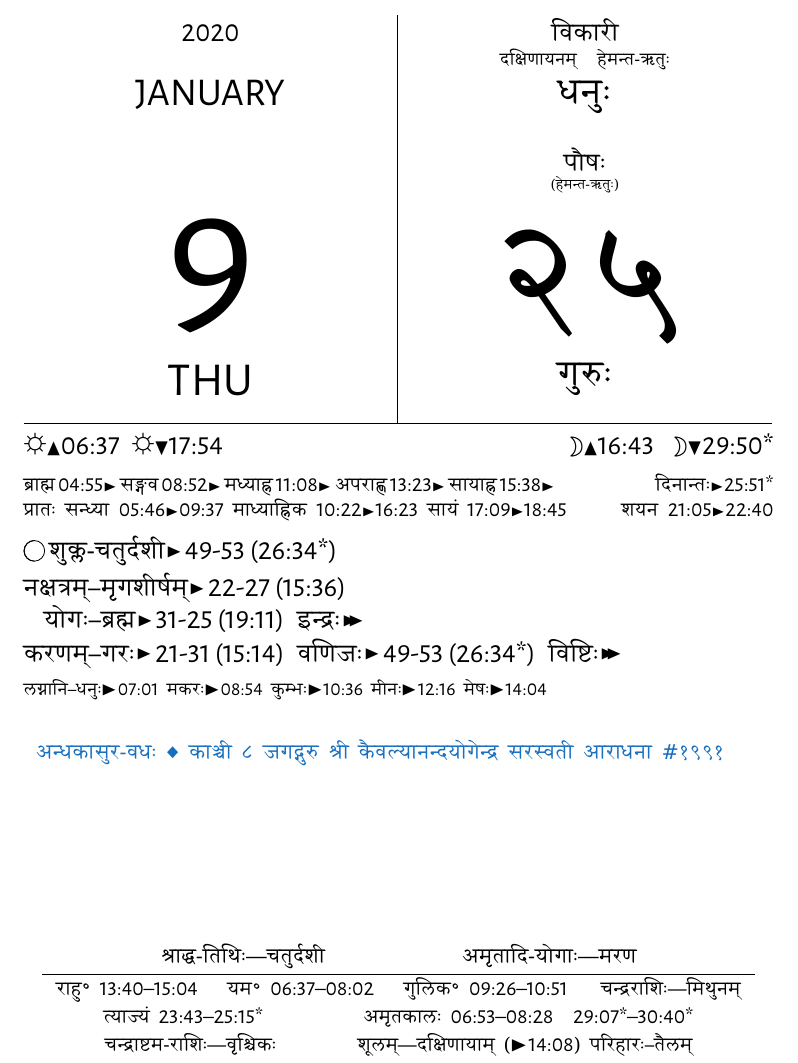 2020
JANUARY
9
THU
विकारी
दक्षिणायनम् हेमन्त-ऋतुः
धनुः
पौषः
(हेमन्त-ऋतुः)
२५
गुरुः
☼▲06:37 ☼▼17:54 ☽▲16:43 ☽▼29:50*
ब्राह्म 04:55► सङ्गव 08:52► मध्याह्न 11:08► अपराह्ण 13:23► सायाह्न 15:38► दिनान्तः►25:51*
प्रातः सन्ध्या 05:46►09:37 माध्याह्निक 10:22►16:23 सायं 17:09►18:45 शयन 21:05►22:40
◯ शुक्ल-चतुर्दशी► 49-53 (26:34*)
नक्षत्रम्–मृगशीर्षम्► 22-27 (15:36)
योगः–ब्रह्म► 31-25 (19:11) इन्द्रः►►
करणम्–गरः► 21-31 (15:14) वणिजः► 49-53 (26:34*) विष्टिः►►
लग्नानि–धनुः►07:01 मकरः►08:54 कुम्भः►10:36 मीनः►12:16 मेषः►14:04
अन्धकासुर-वधः ◆ काञ्ची ८ जगद्गुरु श्री कैवल्यानन्दयोगेन्द्र सरस्वती आराधना #१९९१
श्राद्ध-तिथिः—चतुर्दशी अमृतादि-योगाः—मरण
राहु° 13:40–15:04 यम° 06:37–08:02 गुलिक° 09:26–10:51 चन्द्रराशिः—मिथुनम्
त्याज्यं 23:43–25:15* अमृतकालः 06:53–08:28 29:07*–30:40*
चन्द्राष्टम-राशिः—वृश्चिकः शूलम्—दक्षिणायाम् (►14:08) परिहारः–तैलम्